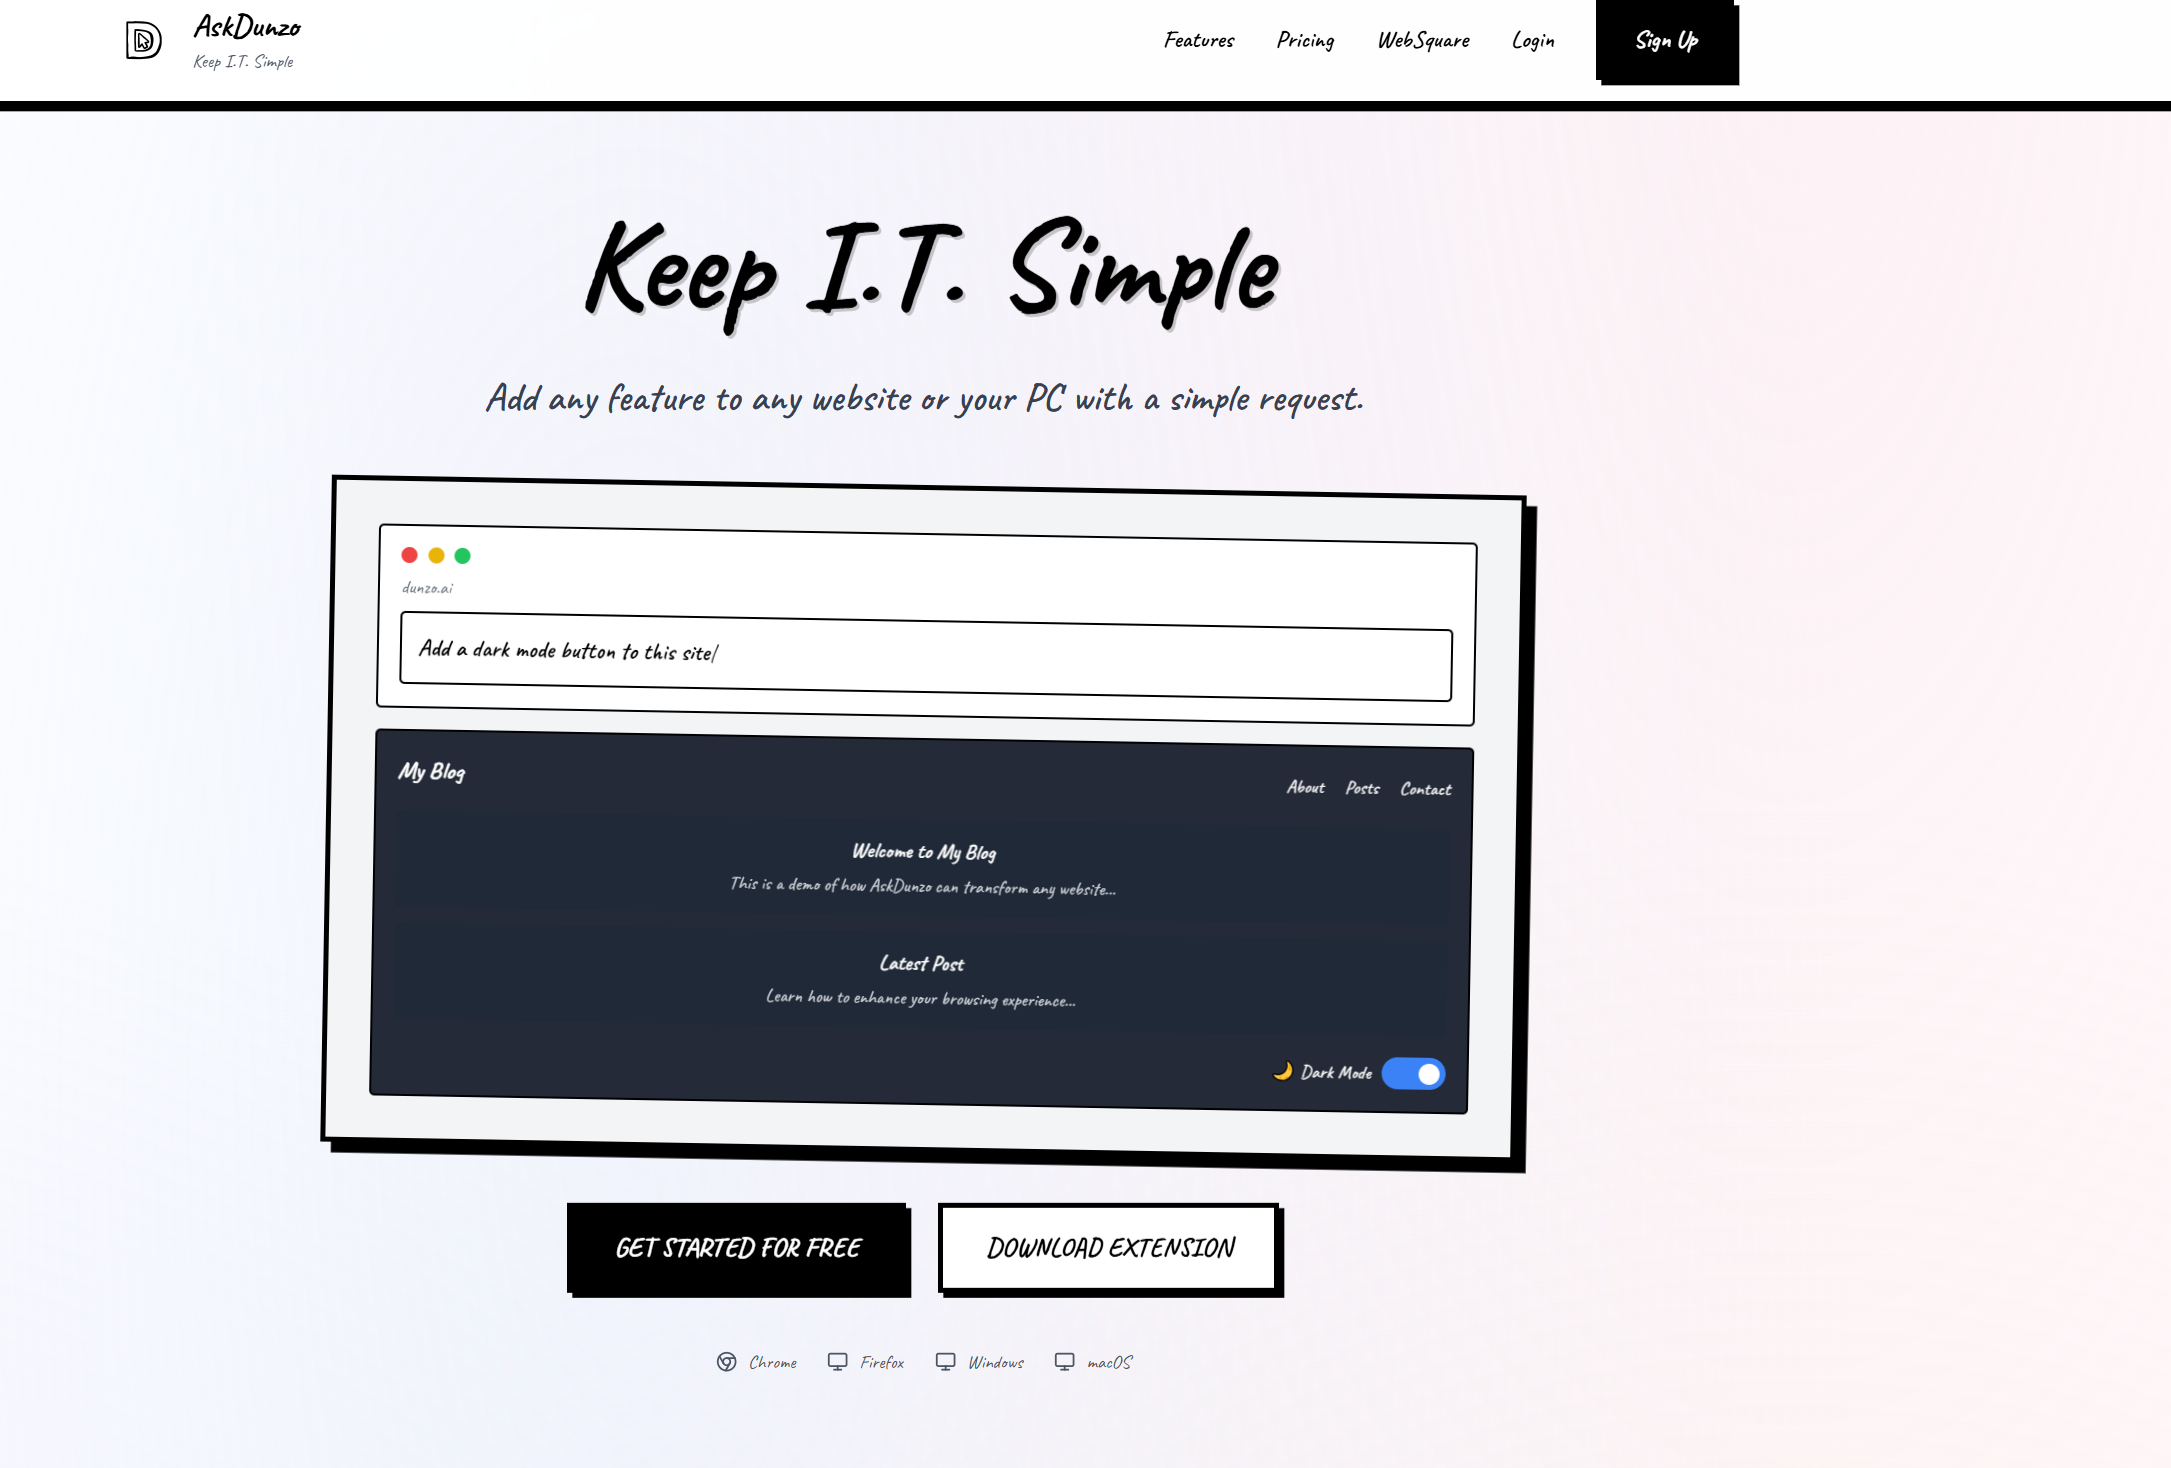 AskDunzo
Keep I.T. Simple
Features Pricing WebSquare Login Sign Up
Keep I.T. Simple
Add any feature to any website or your PC with a simple request.
dunzo.ai
Add a dark mode button to this site|
My Blog
About Posts Contact
Welcome to My Blog
This is a demo of how AskDunzo can transform any website...
Latest Post
Learn how to enhance your browsing experience...
🌙 Dark Mode
GET STARTED FOR FREE DOWNLOAD EXTENSION
Chrome Firefox Windows macOS